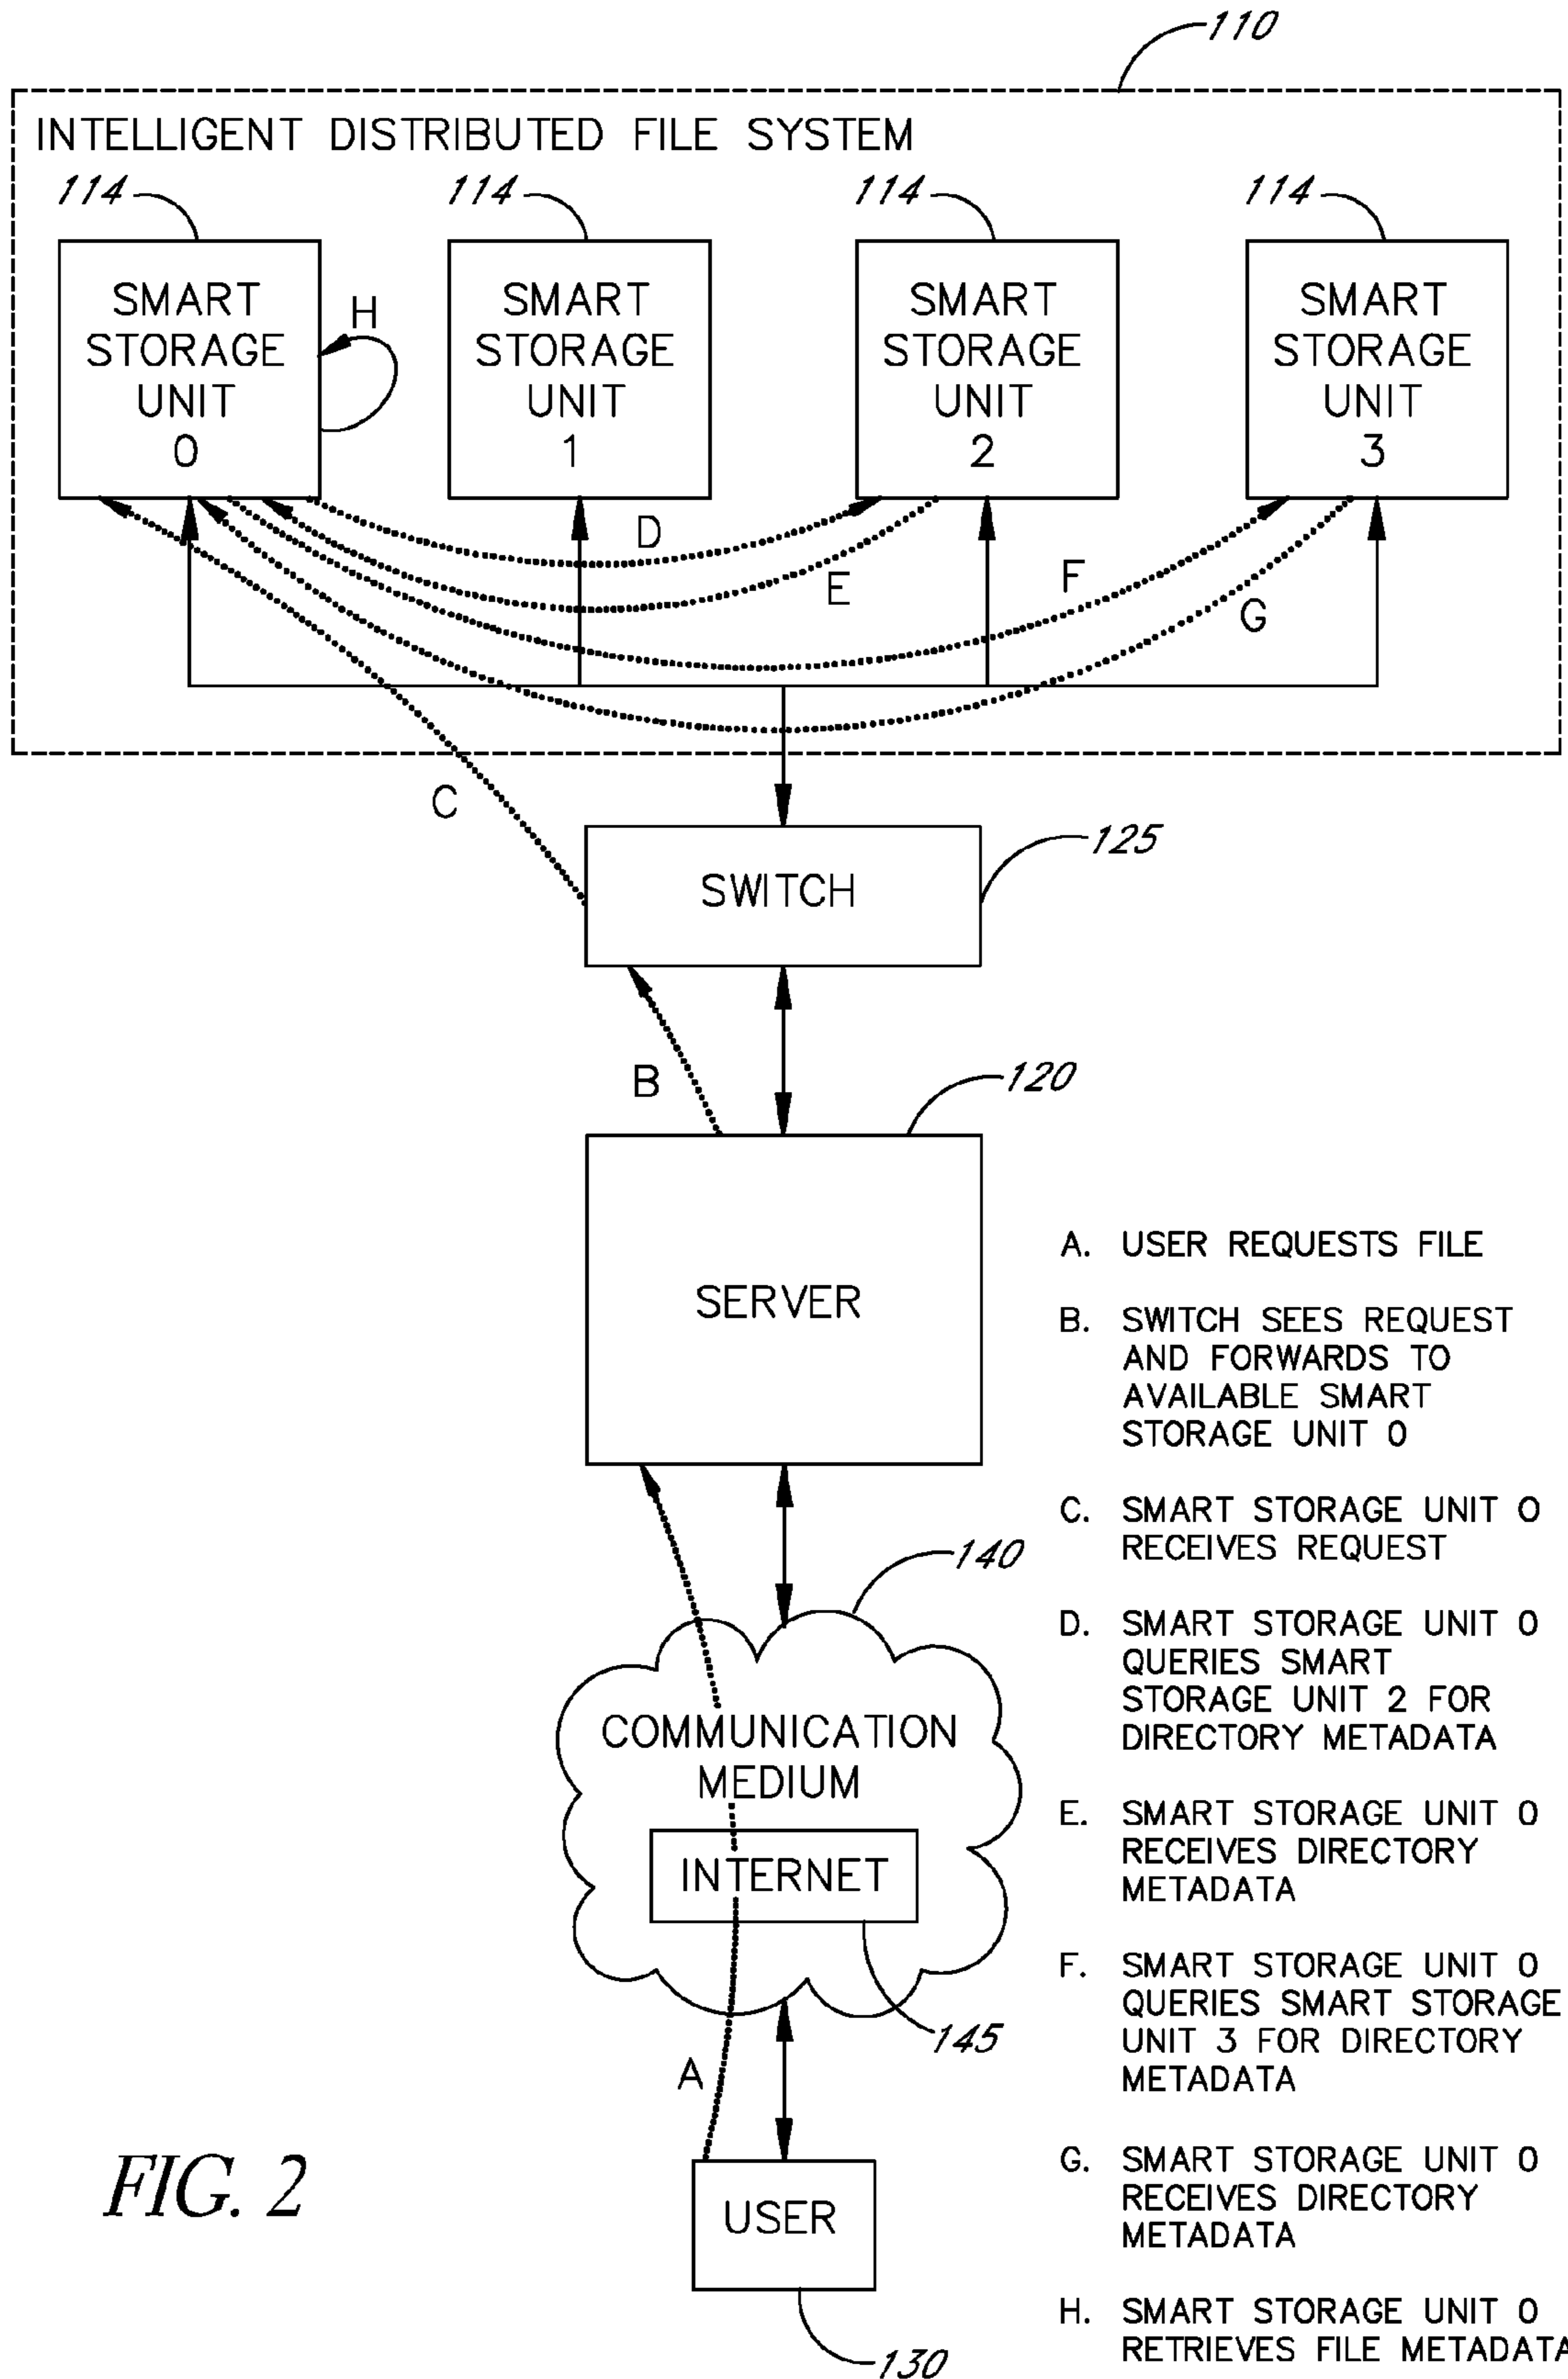 110
INTELLIGENT DISTRIBUTED FILE SYSTEM
114
114
114
114
SMART
STORAGE
UNIT
0
H
SMART
STORAGE
UNIT
1
SMART
STORAGE
UNIT
2
SMART
STORAGE
UNIT
3
D
E
F
G
C
SWITCH
125
B
120
SERVER
140
COMMUNICATION
MEDIUM
INTERNET
145
A
USER
130
A. USER REQUESTS FILE
B. SWITCH SEES REQUEST
AND FORWARDS TO
AVAILABLE SMART
STORAGE UNIT 0
C. SMART STORAGE UNIT 0
RECEIVES REQUEST
D. SMART STORAGE UNIT 0
QUERIES SMART
STORAGE UNIT 2 FOR
DIRECTORY METADATA
E. SMART STORAGE UNIT 0
RECEIVES DIRECTORY
METADATA
F. SMART STORAGE UNIT 0
QUERIES SMART STORAGE
UNIT 3 FOR DIRECTORY
METADATA
G. SMART STORAGE UNIT 0
RECEIVES DIRECTORY
METADATA
H. SMART STORAGE UNIT 0
RETRIEVES FILE METADATA
FIG. 2